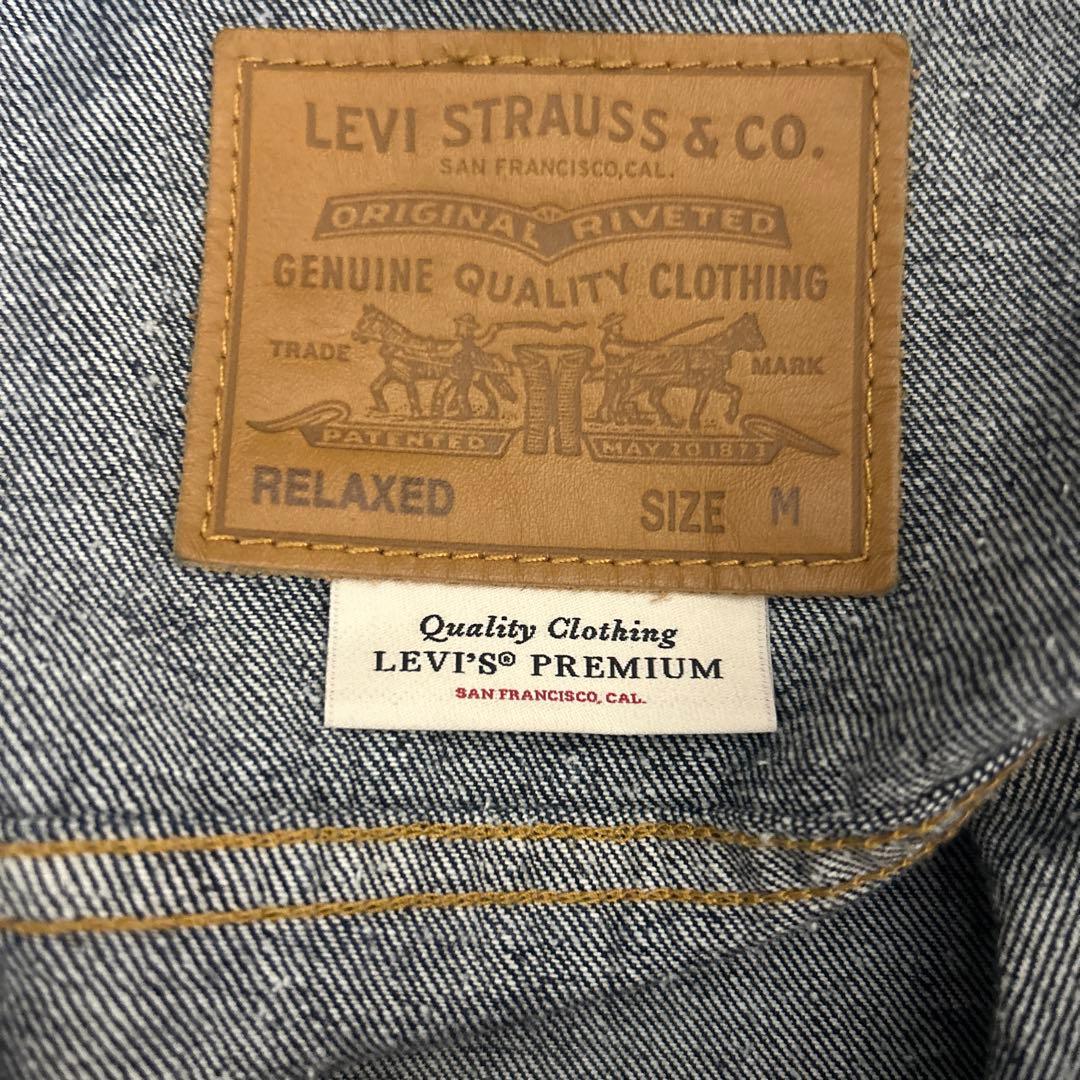 LEVI STRAUSS & CO.
SAN FRANCISCO, CAL.
ORIGINAL RIVETED
GENUINE QUALITY CLOTHING
TRADE MARK
PATENTED MAY 20 1873
RELAXED SIZE M
Quality Clothing
LEVI'S® PREMIUM
SAN FRANCISCO, CAL.